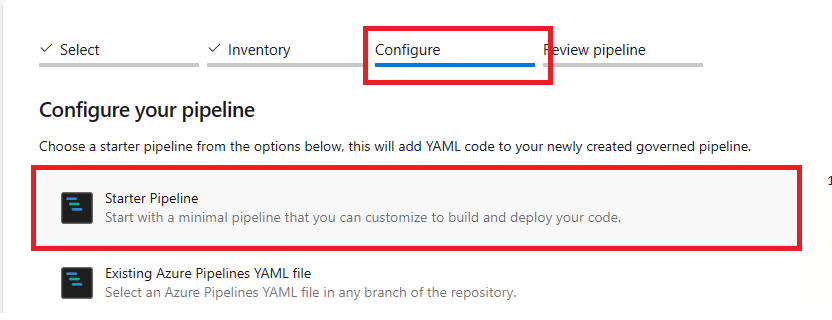 Select
Inventory
Configure
Review pipeline
Configure your pipeline
Choose a starter pipeline from the options below, this will add YAML code to your newly created governed pipeline.
Starter Pipeline
Start with a minimal pipeline that you can customize to build and deploy your code.
Existing Azure Pipelines YAML file
Select an Azure Pipelines YAML file in any branch of the repository.